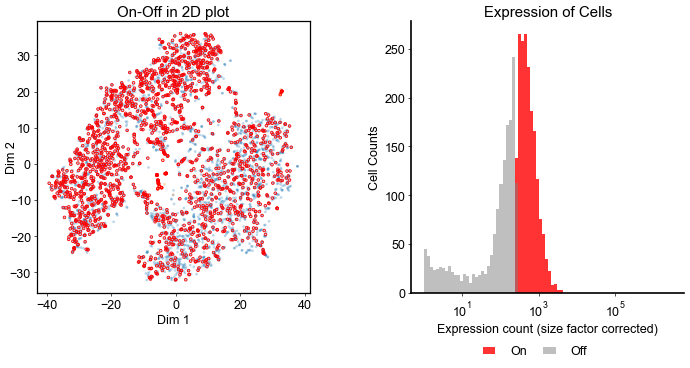 On-Off in 2D plot
Expression of Cells
Dim 2
30
20
10
0
−10
−20
−30
−40
−20
0
20
40
Dim 1
Cell Counts
250
200
150
100
50
0
10^1
10^3
10^5
Expression count (size factor corrected)
On
Off